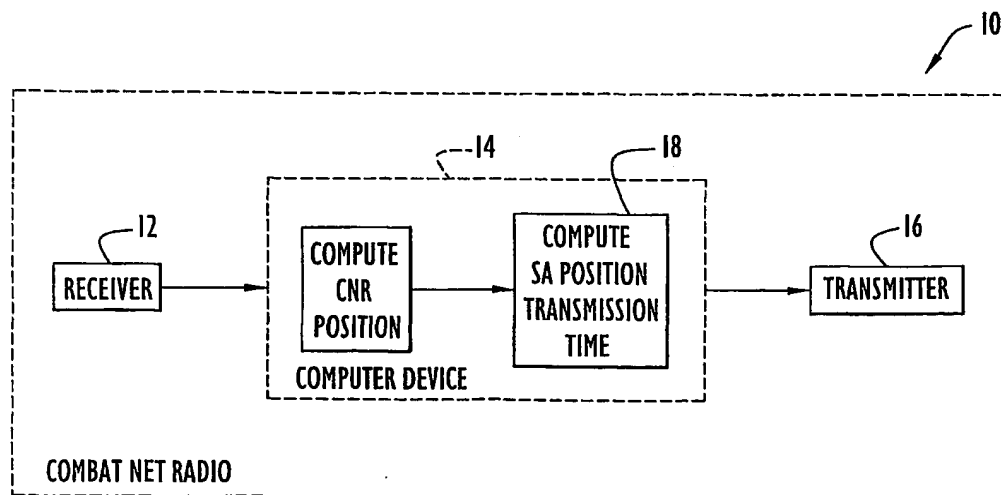 10
14
18
12
16
RECEIVER
COMPUTE
CNR
POSITION
COMPUTE
SA POSITION
TRANSMISSION
TIME
TRANSMITTER
COMPUTER DEVICE
COMBAT NET RADIO